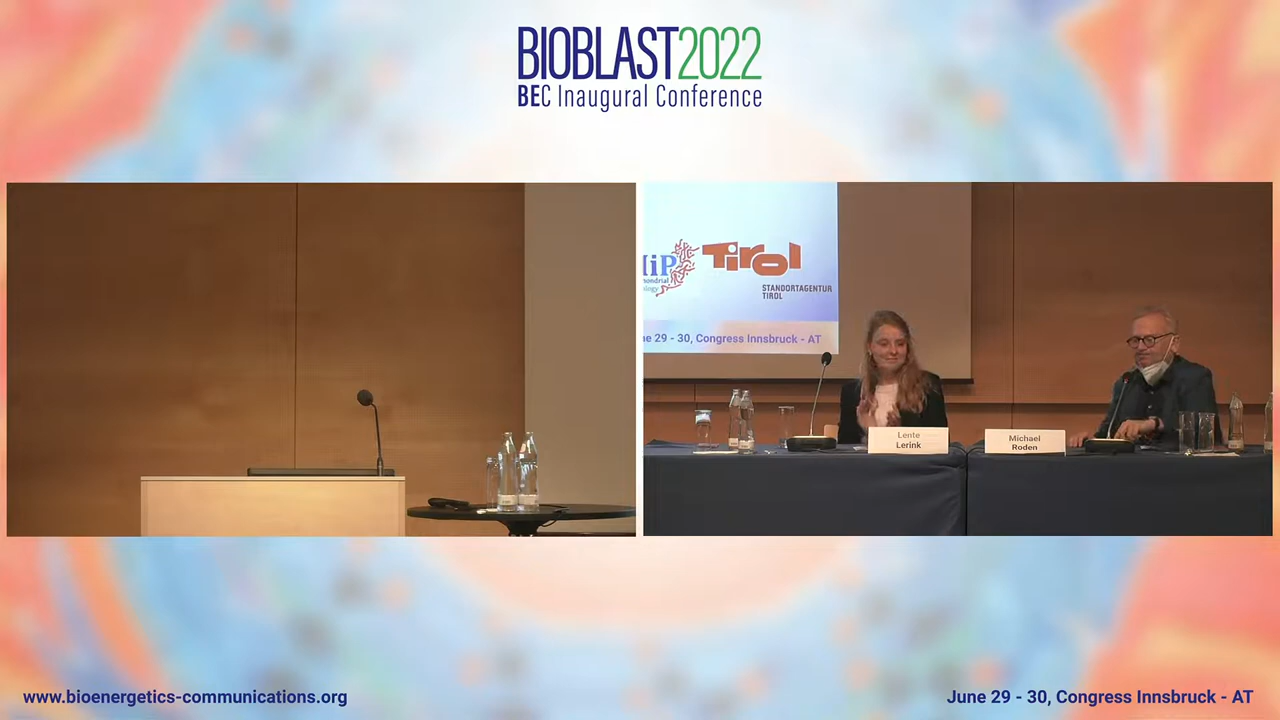 BIOBLAST2022
BEC Inaugural Conference
Tirol
STANDORTAGENTUR
TIROL
29 - 30, Congress Innsbruck - AT
Lente
Lerink
Michael
Roden
www.bioenergetics-communications.org
June 29 - 30, Congress Innsbruck - AT